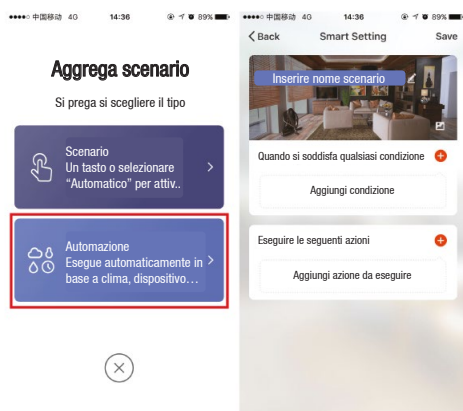 ●●●●○ 中国移动 4G 14:36 89%
Aggrega scenario
Si prega si scegliere il tipo
Scenario
Un tasto o selezionare
“Automatico” per attiv..
Automazione
Esegue automaticamente in
base a clima, dispositivo…
●●●●○ 中国移动 4G 14:36 89%
Back Smart Setting Save
Inserire nome scenario
Quando si soddisfa qualsiasi condizione
Aggiungi condizione
Eseguire le seguenti azioni
Aggiungi azione da eseguire